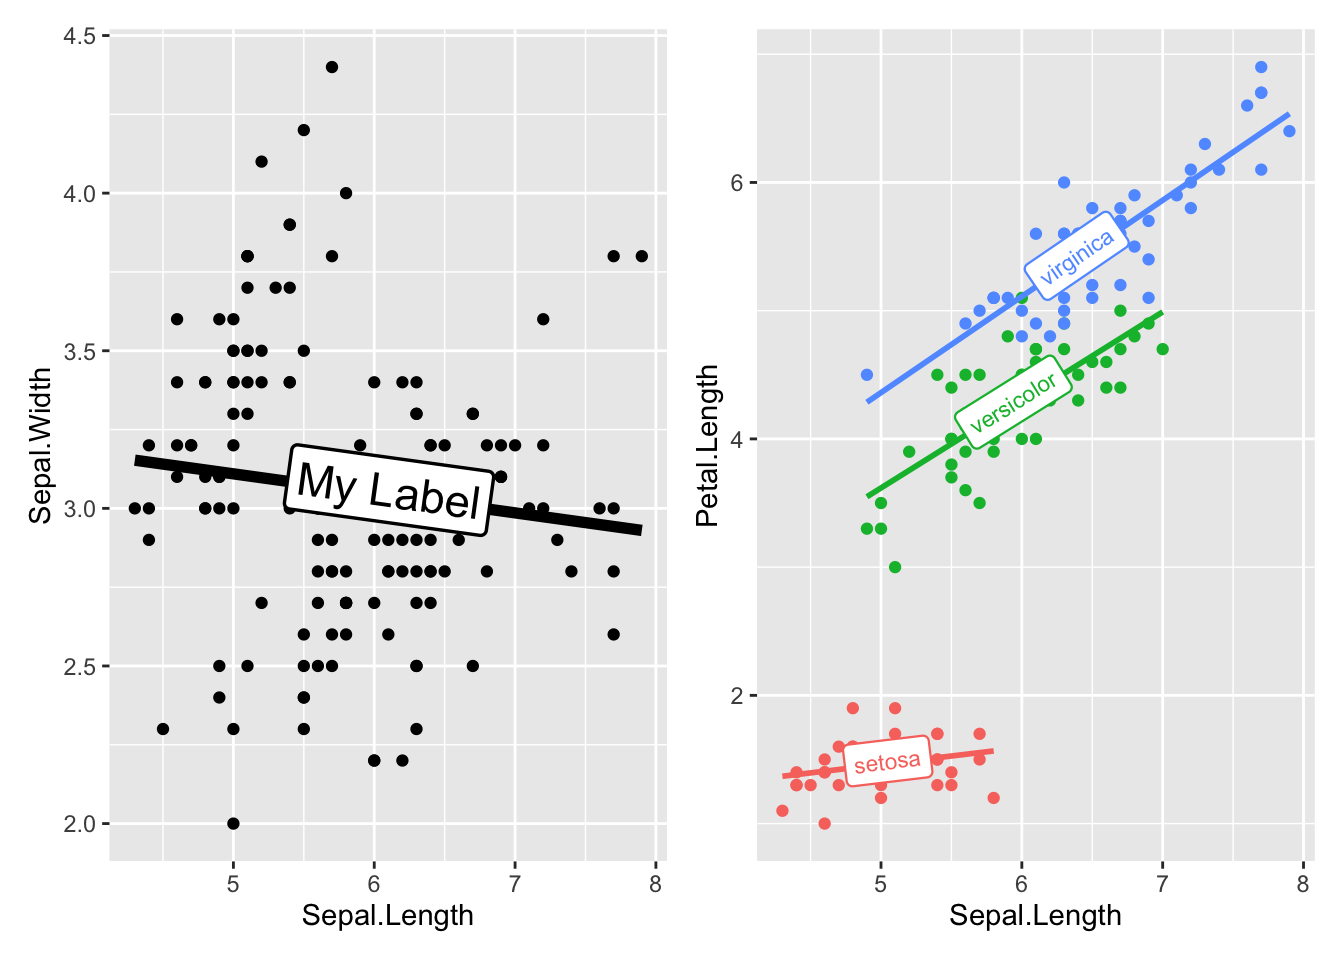 4.5
4.0
3.5
3.0
2.5
2.0
Sepal.Width
My Label
5 6 7 8
Sepal.Length
6
4
2
Petal.Length
virginica
versicolor
setosa
5 6 7 8
Sepal.Length